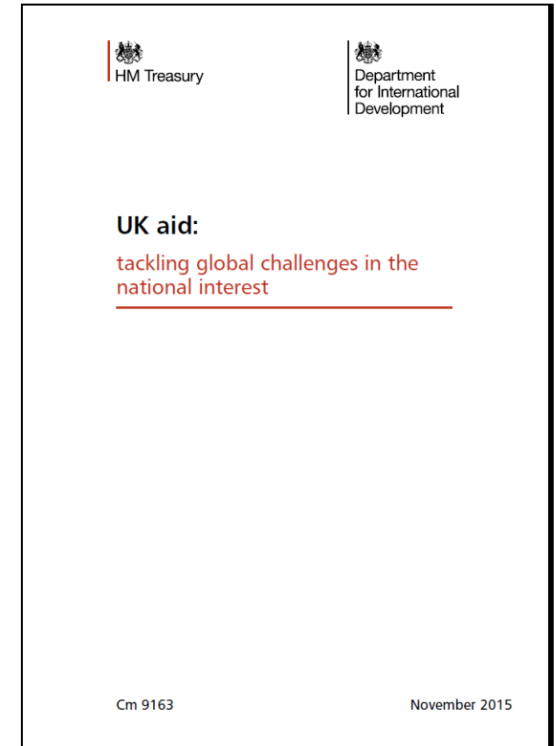 HM Treasury
Department
for International
Development
UK aid:
tackling global challenges in the
national interest
Cm 9163
November 2015